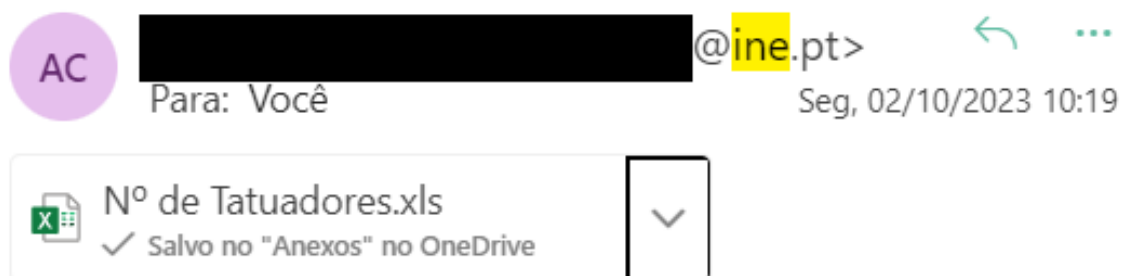 AC
@ine.pt>
Para: Você
Seg, 02/10/2023 10:19
Nº de Tatuadores.xls
Salvo no "Anexos" no OneDrive